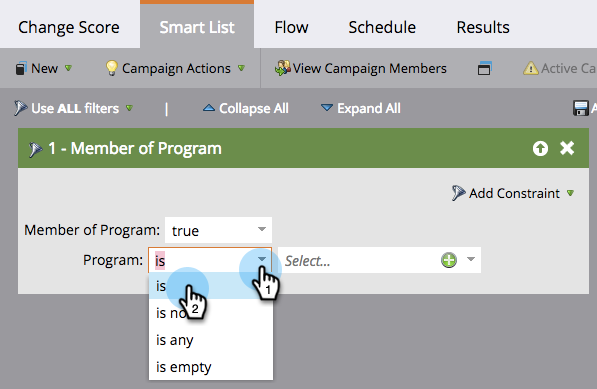 Change Score Smart List Flow Schedule Results
New Campaign Actions View Campaign Members Active Ca
Use ALL filters | Collapse All Expand All A
1 - Member of Program
Add Constraint
Member of Program: true
Program: is Select...
1
is
2
is no
is any
is empty